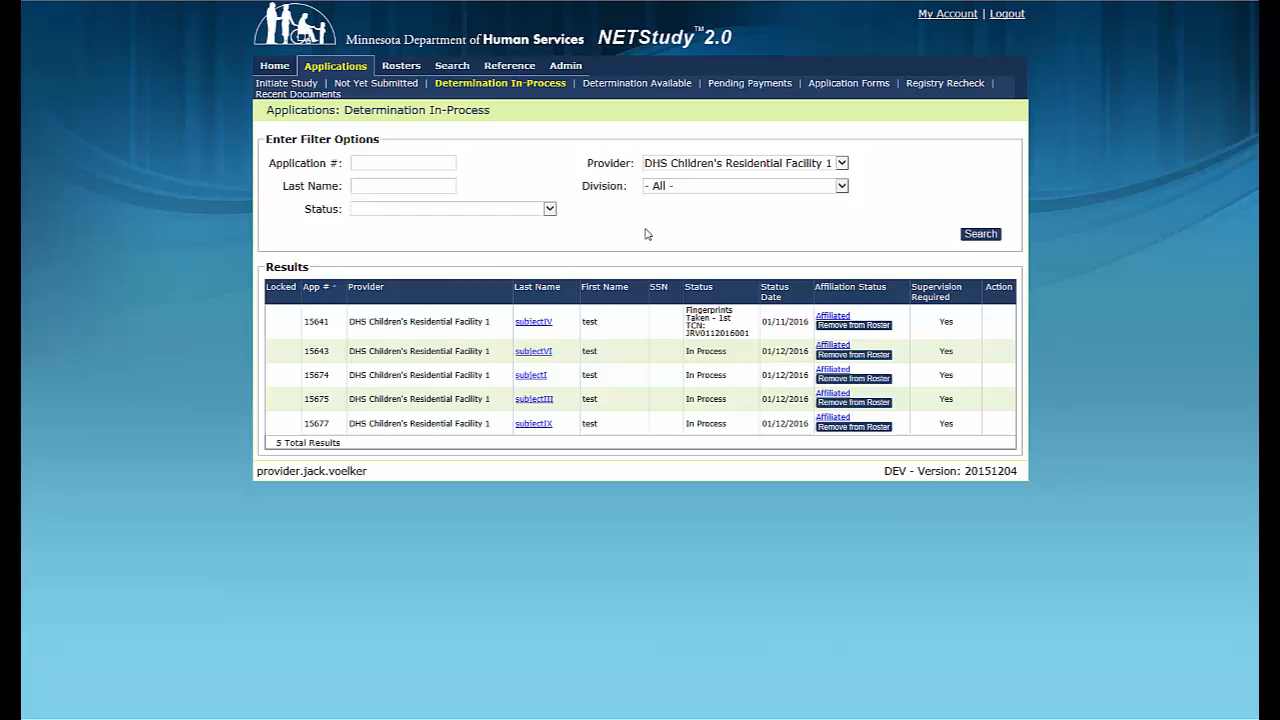 My Account | Logout
Minnesota Department of Human Services NETStudy™ 2.0
Home Applications Rosters Search Reference Admin
Initiate Study | Not Yet Submitted | Determination In-Process | Determination Available | Pending Payments | Application Forms | Registry Recheck |
Recent Documents
Applications: Determination In-Process
Enter Filter Options
Application #: Provider: DHS Children's Residential Facility 1
Last Name: Division: - All -
Status:
Search
Results
Locked App # Provider Last Name First Name SSN Status Status Date Affiliation Status Supervision Required Action
15641 DHS Children's Residential Facility 1 subjectIV test Fingerprints Taken - 1st TCN: JRV0112016001 01/11/2016 Affiliated Remove from Roster Yes
15643 DHS Children's Residential Facility 1 subjectVI test In Process 01/12/2016 Affiliated Remove from Roster Yes
15674 DHS Children's Residential Facility 1 subjectI test In Process 01/12/2016 Affiliated Remove from Roster Yes
15675 DHS Children's Residential Facility 1 subjectIII test In Process 01/12/2016 Affiliated Remove from Roster Yes
15677 DHS Children's Residential Facility 1 subjectIX test In Process 01/12/2016 Affiliated Remove from Roster Yes
5 Total Results
provider.jack.voelker DEV - Version: 20151204